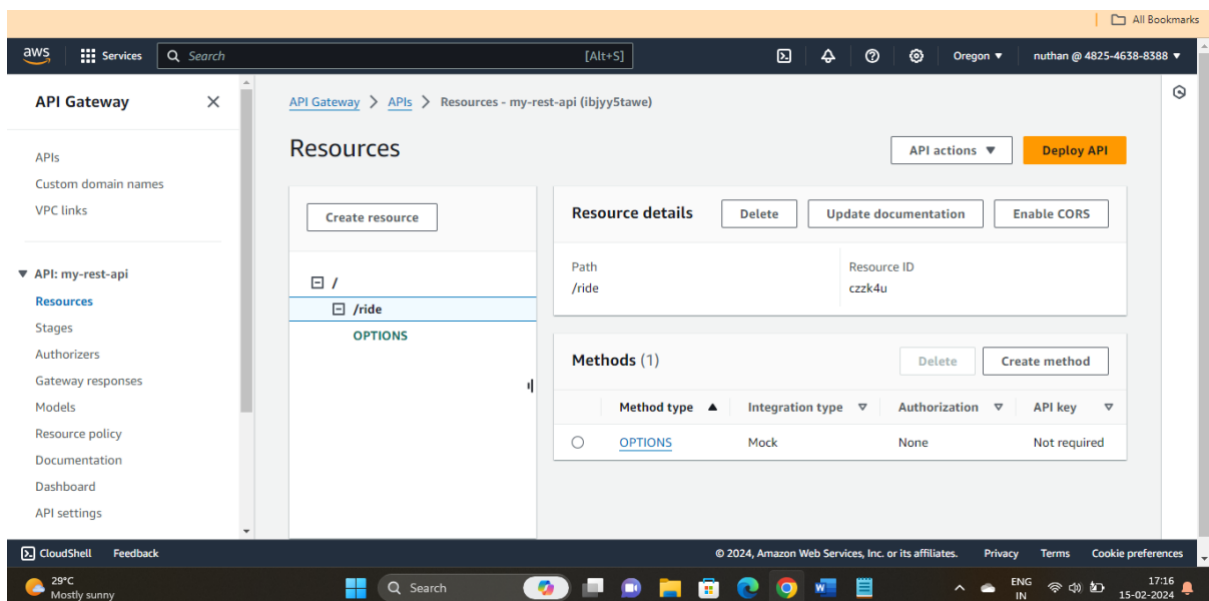 All Bookmarks
aws Services Search [Alt+S] Oregon ▼ nuthan @ 4825-4638-8388 ▼
API Gateway
APIs
Custom domain names
VPC links
▼ API: my-rest-api
Resources
Stages
Authorizers
Gateway responses
Models
Resource policy
Documentation
Dashboard
API settings
API Gateway > APIs > Resources - my-rest-api (ibjyy5tawe)
Resources
API actions ▼ Deploy API
Create resource
/
/ride
OPTIONS
Resource details Delete Update documentation Enable CORS
Path
/ride
Resource ID
czzk4u
Methods (1) Delete Create method
Method type ▲ Integration type ▽ Authorization ▽ API key ▽
OPTIONS Mock None Not required
CloudShell Feedback © 2024, Amazon Web Services, Inc. or its affiliates. Privacy Terms Cookie preferences
29°C
Mostly sunny
Search
ENG
IN
17:16
15-02-2024